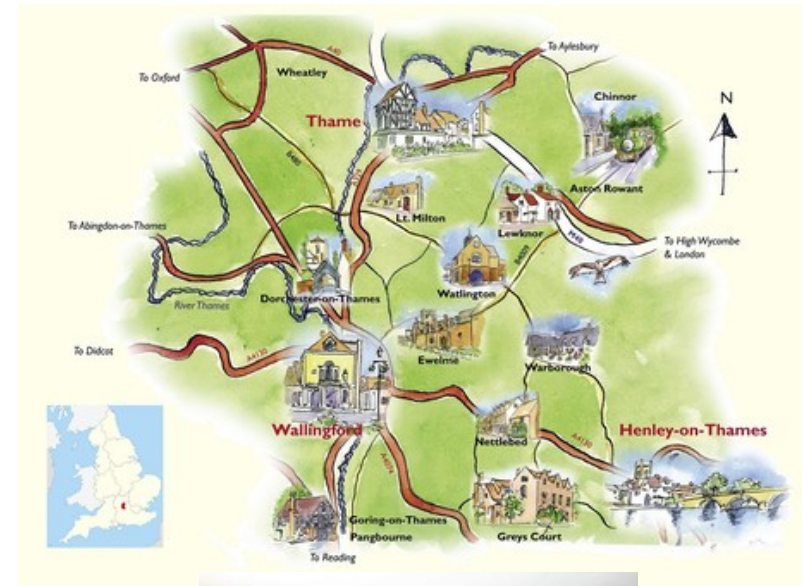 To Aylesbury
A40
Wheatley
To Oxford
Chinnor
N
Thame
B480
A329
Aston Rowant
Lt. Milton
Lewknor
M40
To Abingdon-on-Thames
To High Wycombe
& London
B4009
Watlington
Dorchester-on-Thames
River Thames
To Didcot
A4130
Ewelme
Warborough
Wallingford
Nettlebed
A4130
Henley-on-Thames
A4074
Goring-on-Thames
Pangbourne
Greys Court
To Reading